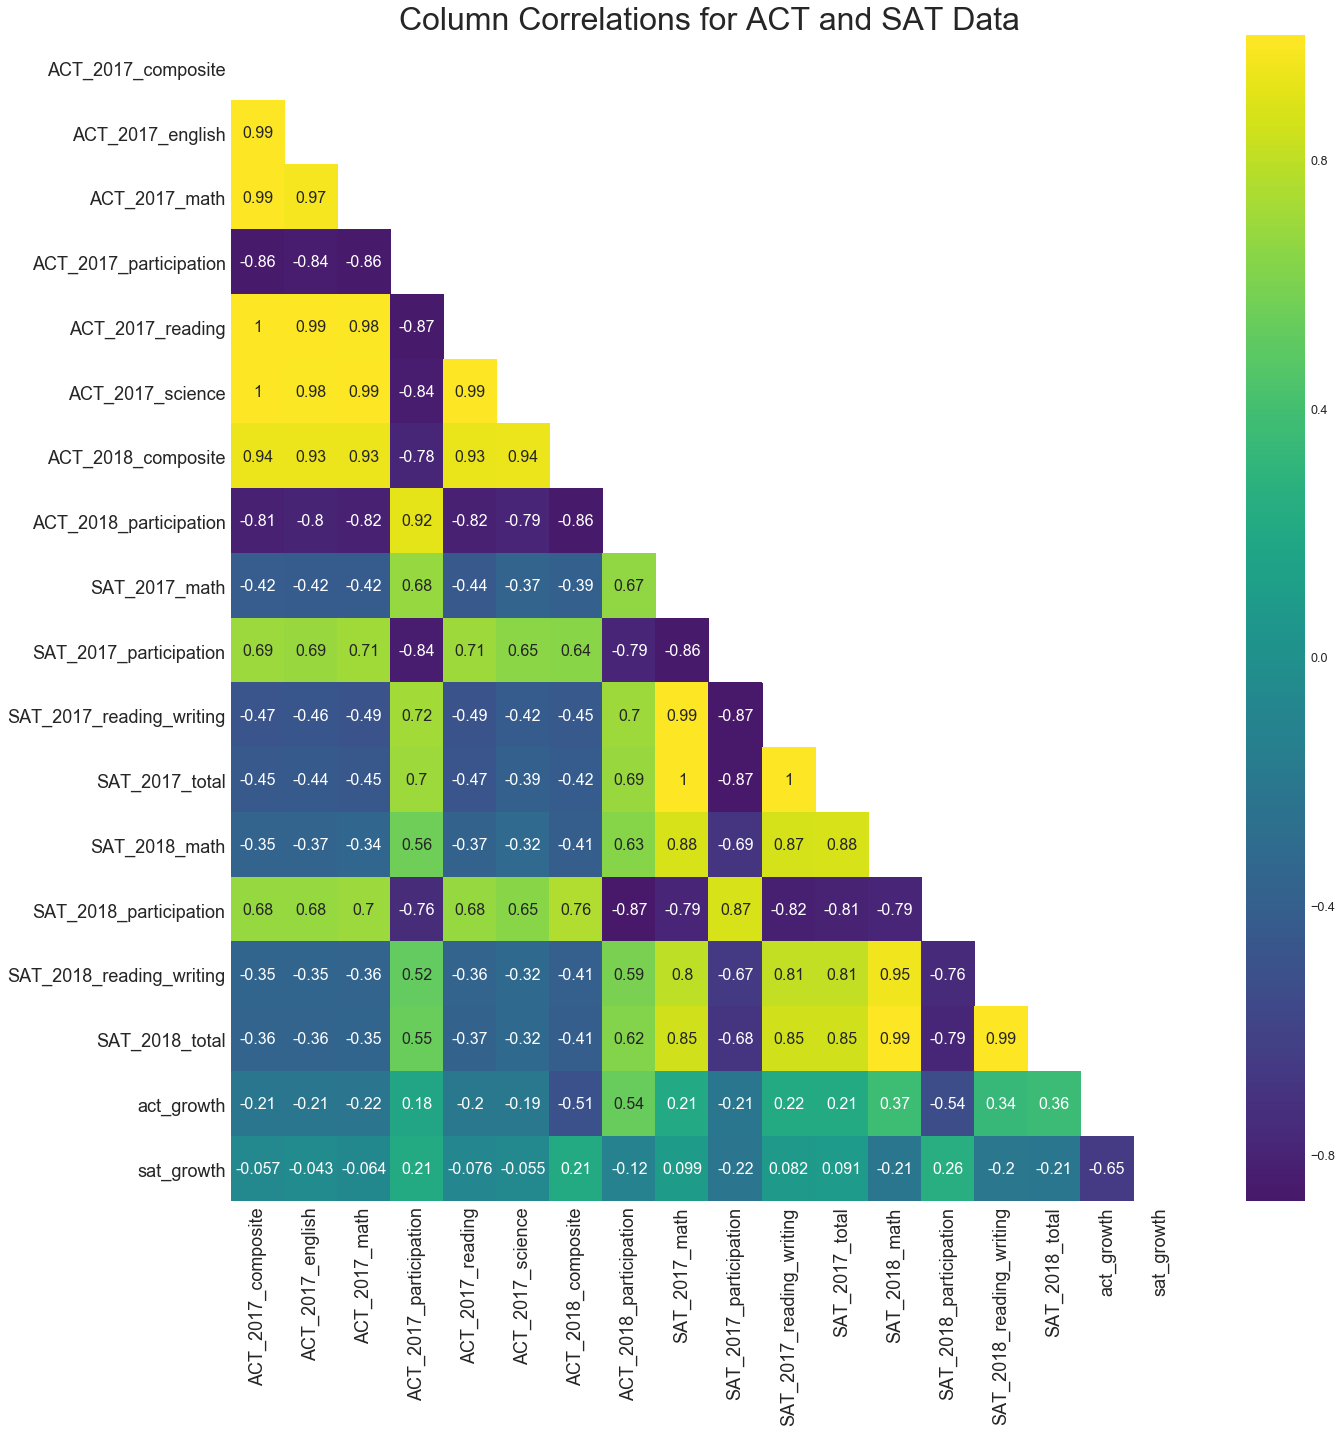 Column Correlations for ACT and SAT Data
ACT_2017_composite
ACT_2017_english 0.99
ACT_2017_math 0.99 0.97
ACT_2017_participation -0.86 -0.84 -0.86
ACT_2017_reading 1 0.99 0.98 -0.87
ACT_2017_science 1 0.98 0.99 -0.84 0.99
ACT_2018_composite 0.94 0.93 0.93 -0.78 0.93 0.94
ACT_2018_participation -0.81 -0.8 -0.82 0.92 -0.82 -0.79 -0.86
SAT_2017_math -0.42 -0.42 -0.42 0.68 -0.44 -0.37 -0.39 0.67
SAT_2017_participation 0.69 0.69 0.71 -0.84 0.71 0.65 0.64 -0.79 -0.86
SAT_2017_reading_writing -0.47 -0.46 -0.49 0.72 -0.49 -0.42 -0.45 0.7 0.99 -0.87
SAT_2017_total -0.45 -0.44 -0.45 0.7 -0.47 -0.39 -0.42 0.69 1 -0.87 1
SAT_2018_math -0.35 -0.37 -0.34 0.56 -0.37 -0.32 -0.41 0.63 0.88 -0.69 0.87 0.88
SAT_2018_participation 0.68 0.68 0.7 -0.76 0.68 0.65 0.76 -0.87 -0.79 0.87 -0.82 -0.81 -0.79
SAT_2018_reading_writing -0.35 -0.35 -0.36 0.52 -0.36 -0.32 -0.41 0.59 0.8 -0.67 0.81 0.81 0.95 -0.76
SAT_2018_total -0.36 -0.36 -0.35 0.55 -0.37 -0.32 -0.41 0.62 0.85 -0.68 0.85 0.85 0.99 -0.79 0.99
act_growth -0.21 -0.21 -0.22 0.18 -0.2 -0.19 -0.51 0.54 0.21 -0.21 0.22 0.21 0.37 -0.54 0.34 0.36
sat_growth -0.057 -0.043 -0.064 0.21 -0.076 -0.055 0.21 -0.12 0.099 -0.22 0.082 0.091 -0.21 0.26 -0.2 -0.21 -0.65
ACT_2017_composite
ACT_2017_english
ACT_2017_math
ACT_2017_participation
ACT_2017_reading
ACT_2017_science
ACT_2018_composite
ACT_2018_participation
SAT_2017_math
SAT_2017_participation
SAT_2017_reading_writing
SAT_2017_total
SAT_2018_math
SAT_2018_participation
SAT_2018_reading_writing
SAT_2018_total
act_growth
sat_growth
0.8
0.4
0.0
−0.4
−0.8